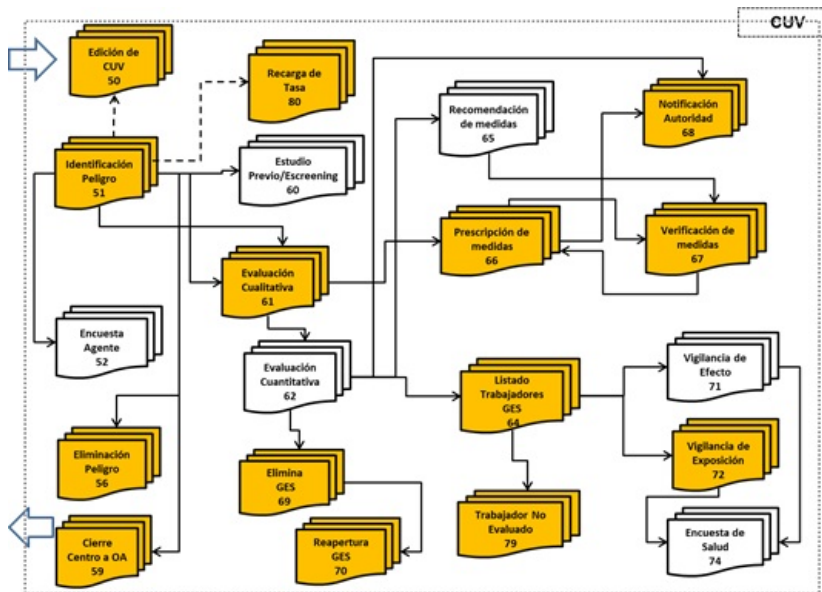 CUV
Edición de
CUV
50
Recarga de
Tasa
80
Recomendación
de medidas
65
Notificación
Autoridad
68
Identificación
Peligro
51
Estudio
Previo/Escreening
60
Prescripción de
medidas
66
Verificación de
medidas
67
Evaluación
Cualitativa
61
Encuesta
Agente
52
Evaluación
Cuantitativa
62
Listado
Trabajadores
GES
64
Vigilancia de
Efecto
71
Eliminación
Peligro
56
Elimina
GES
69
Vigilancia de
Exposición
72
Cierre
Centro a OA
59
Reapertura
GES
70
Trabajador No
Evaluado
79
Encuesta de
Salud
74